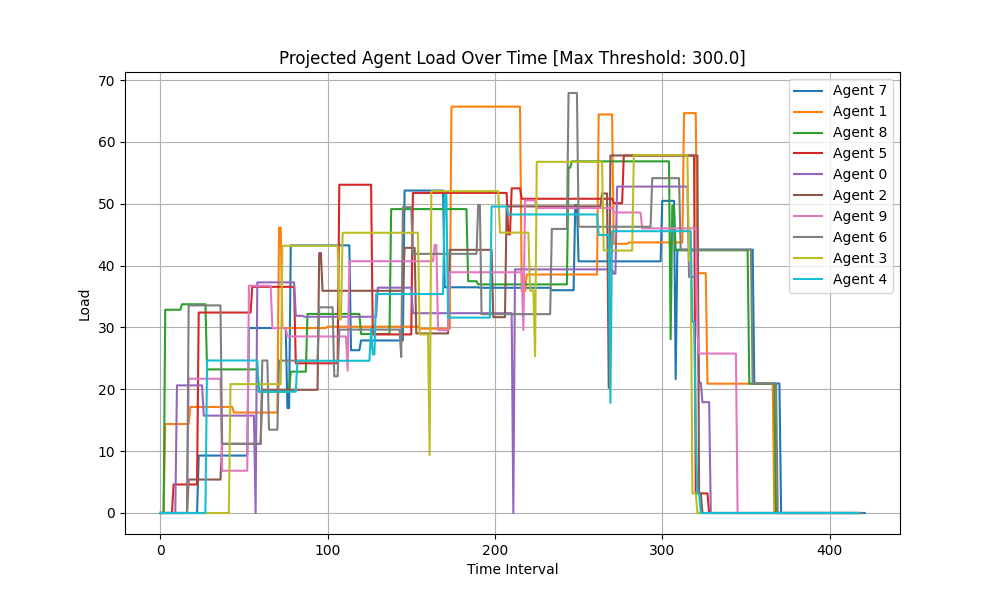 Projected Agent Load Over Time [Max Threshold: 300.0]
Load
70
60
50
40
30
20
10
0
0 100 200 300 400
Time Interval
Agent 7
Agent 1
Agent 8
Agent 5
Agent 0
Agent 2
Agent 9
Agent 6
Agent 3
Agent 4